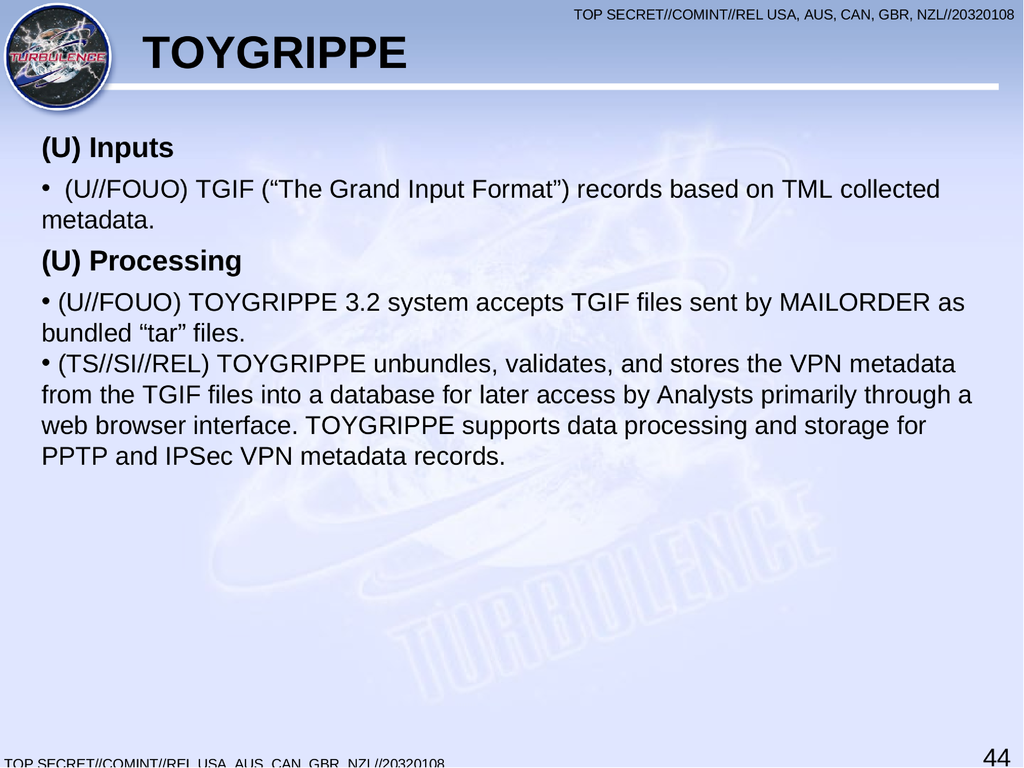 TOP SECRET//COMINT//REL USA, AUS, CAN, GBR, NZL//20320108
TURBULENCE
TOYGRIPPE
(U) Inputs
• (U//FOUO) TGIF (“The Grand Input Format”) records based on TML collected
metadata.
(U) Processing
• (U//FOUO) TOYGRIPPE 3.2 system accepts TGIF files sent by MAILORDER as
bundled “tar” files.
• (TS//SI//REL) TOYGRIPPE unbundles, validates, and stores the VPN metadata
from the TGIF files into a database for later access by Analysts primarily through a
web browser interface. TOYGRIPPE supports data processing and storage for
PPTP and IPSec VPN metadata records.
TURBULENCE
44
TOP SECRET//COMINT//REL USA, AUS, CAN, GBR, NZL//20320108